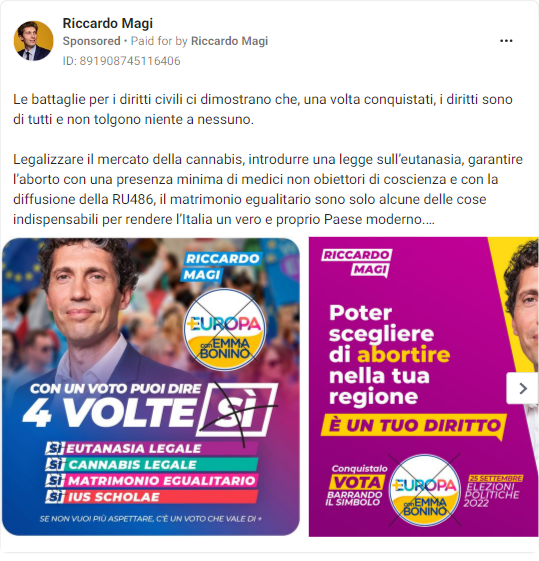 Riccardo Magi
Sponsored • Paid for by Riccardo Magi
ID: 891908745116406
Le battaglie per i diritti civili ci dimostrano che, una volta conquistati, i diritti sono
di tutti e non tolgono niente a nessuno.
Legalizzare il mercato della cannabis, introdurre una legge sull'eutanasia, garantire
l'aborto con una presenza minima di medici non obiettori di coscienza e con la
diffusione della RU486, il matrimonio egualitario sono solo alcune delle cose
indispensabili per rendere l'Italia un vero e proprio Paese moderno....
RICCARDO
MAGI
+EUROPA
con EMMA
BONINO
CON UN VOTO PUOI DIRE
4 VOLTE SÌ
SÌ EUTANASIA LEGALE
SÌ CANNABIS LEGALE
SÌ MATRIMONIO EGUALITARIO
SÌ IUS SCHOLAE
SE NON VUOI PIÙ ASPETTARE, C'È UN VOTO CHE VALE DI +
RICCARDO
MAGI
Poter
scegliere
di abortire
nella tua
regione
È UN TUO DIRITTO
Conquistalo
VOTA
BARRANDO
IL SIMBOLO
+EUROPA
con EMMA
BONINO
25 SETTEMBRE
ELEZIONI
POLITICHE
2022